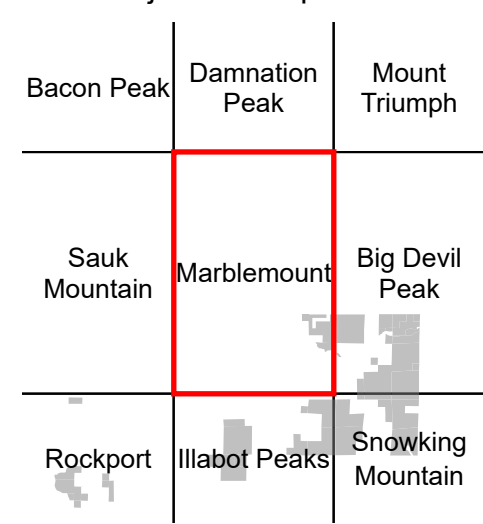 Bacon Peak
Damnation
Peak
Mount
Triumph
Sauk
Mountain
Marblemount
Big Devil
Peak
Rockport
Illabot Peaks
Snowking
Mountain